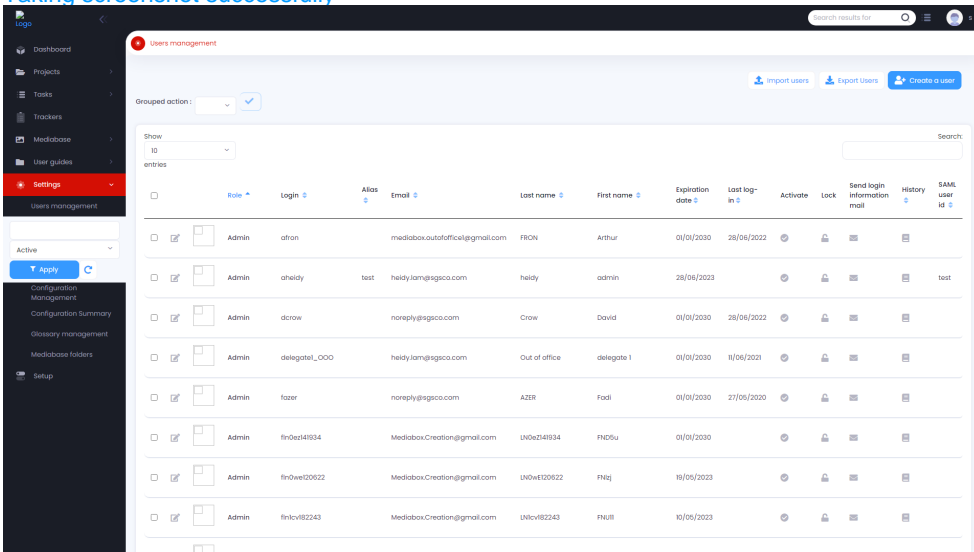 Taking screenshot successfully
Logo
Search results for
s
Dashboard
Projects
Tasks
Trackers
Mediabase
User guides
Settings
Users management
Active
Apply
Configuration Management
Configuration Summary
Glossary management
Mediabase folders
Setup
Users management
Import users
Export Users
Create a user
Grouped action :
Show
10
entries
Search:
Role Login Alias Email Last name First name Expiration date Last log-in Activate Lock Send login information mail History SAML user id
Admin afron mediabox.outofoffice1@gmail.com FRON Arthur 01/01/2030 28/06/2022
Admin aheidy test heidy.lam@sgsco.com heidy admin 28/06/2023 test
Admin dcrow noreply@sgsco.com Crow David 01/01/2030 28/06/2022
Admin delegate1_OOO heidy.lam@sgsco.com Out of office delegate 1 01/01/2030 11/06/2021
Admin fazer noreply@sgsco.com AZER Fadi 01/01/2030 27/05/2020
Admin fin0ez141934 Mediabox.Creation@gmail.com LN0eZ141934 FND5u 01/01/2030
Admin fin0we120622 Mediabox.Creation@gmail.com LN0wE120622 FNIzj 19/05/2023
Admin fin1cv182243 Mediabox.Creation@gmail.com LN1cv182243 FNU11 10/05/2023